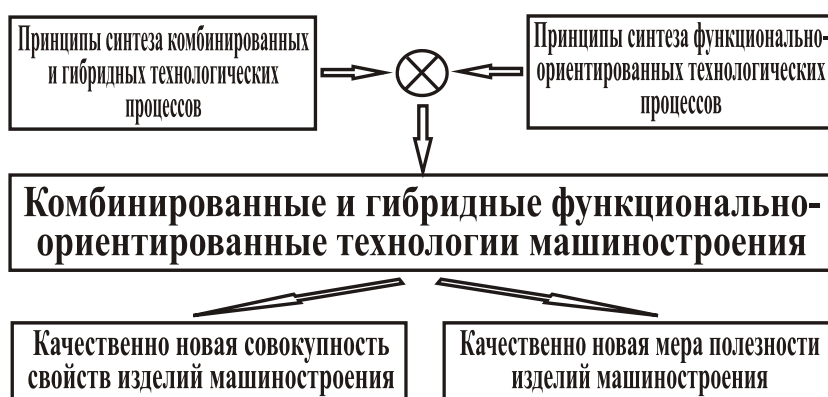 Принципы синтеза комбинированных
и гибридных технологических
процессов
Принципы синтеза функционально-
ориентированных технологических
процессов
Комбинированные и гибридные функционально-
ориентированные технологии машиностроения
Качественно новая совокупность
свойств изделий машиностроения
Качественно новая мера полезности
изделий машиностроения